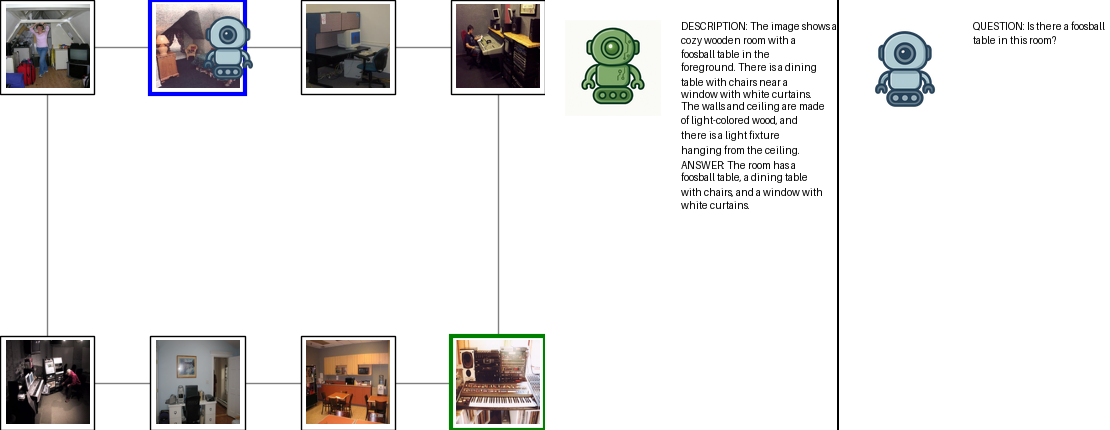 DESCRIPTION: The image shows a
cozy wooden room with a
foosball table in the
foreground. There is a dining
table with chairs near a
window with white curtains.
The walls and ceiling are made
of light-colored wood, and
there is a light fixture
hanging from the ceiling.
ANSWER: The room has a
foosball table, a dining table
with chairs, and a window with
white curtains.
QUESTION: Is there a foosball
table in this room?